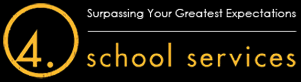 Surpassing Your Greatest Expectations
4. school services